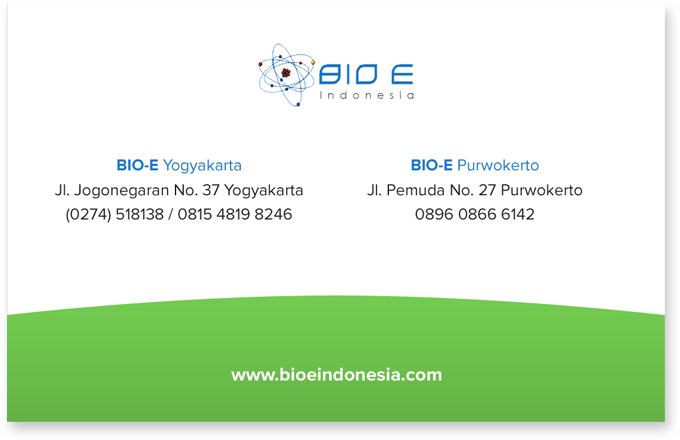 BIO E
Indonesia
BIO-E Yogyakarta
Jl. Jogonegaran No. 37 Yogyakarta
(0274) 518138 / 0815 4819 8246
BIO-E Purwokerto
Jl. Pemuda No. 27 Purwokerto
0896 0866 6142
www.bioeindonesia.com